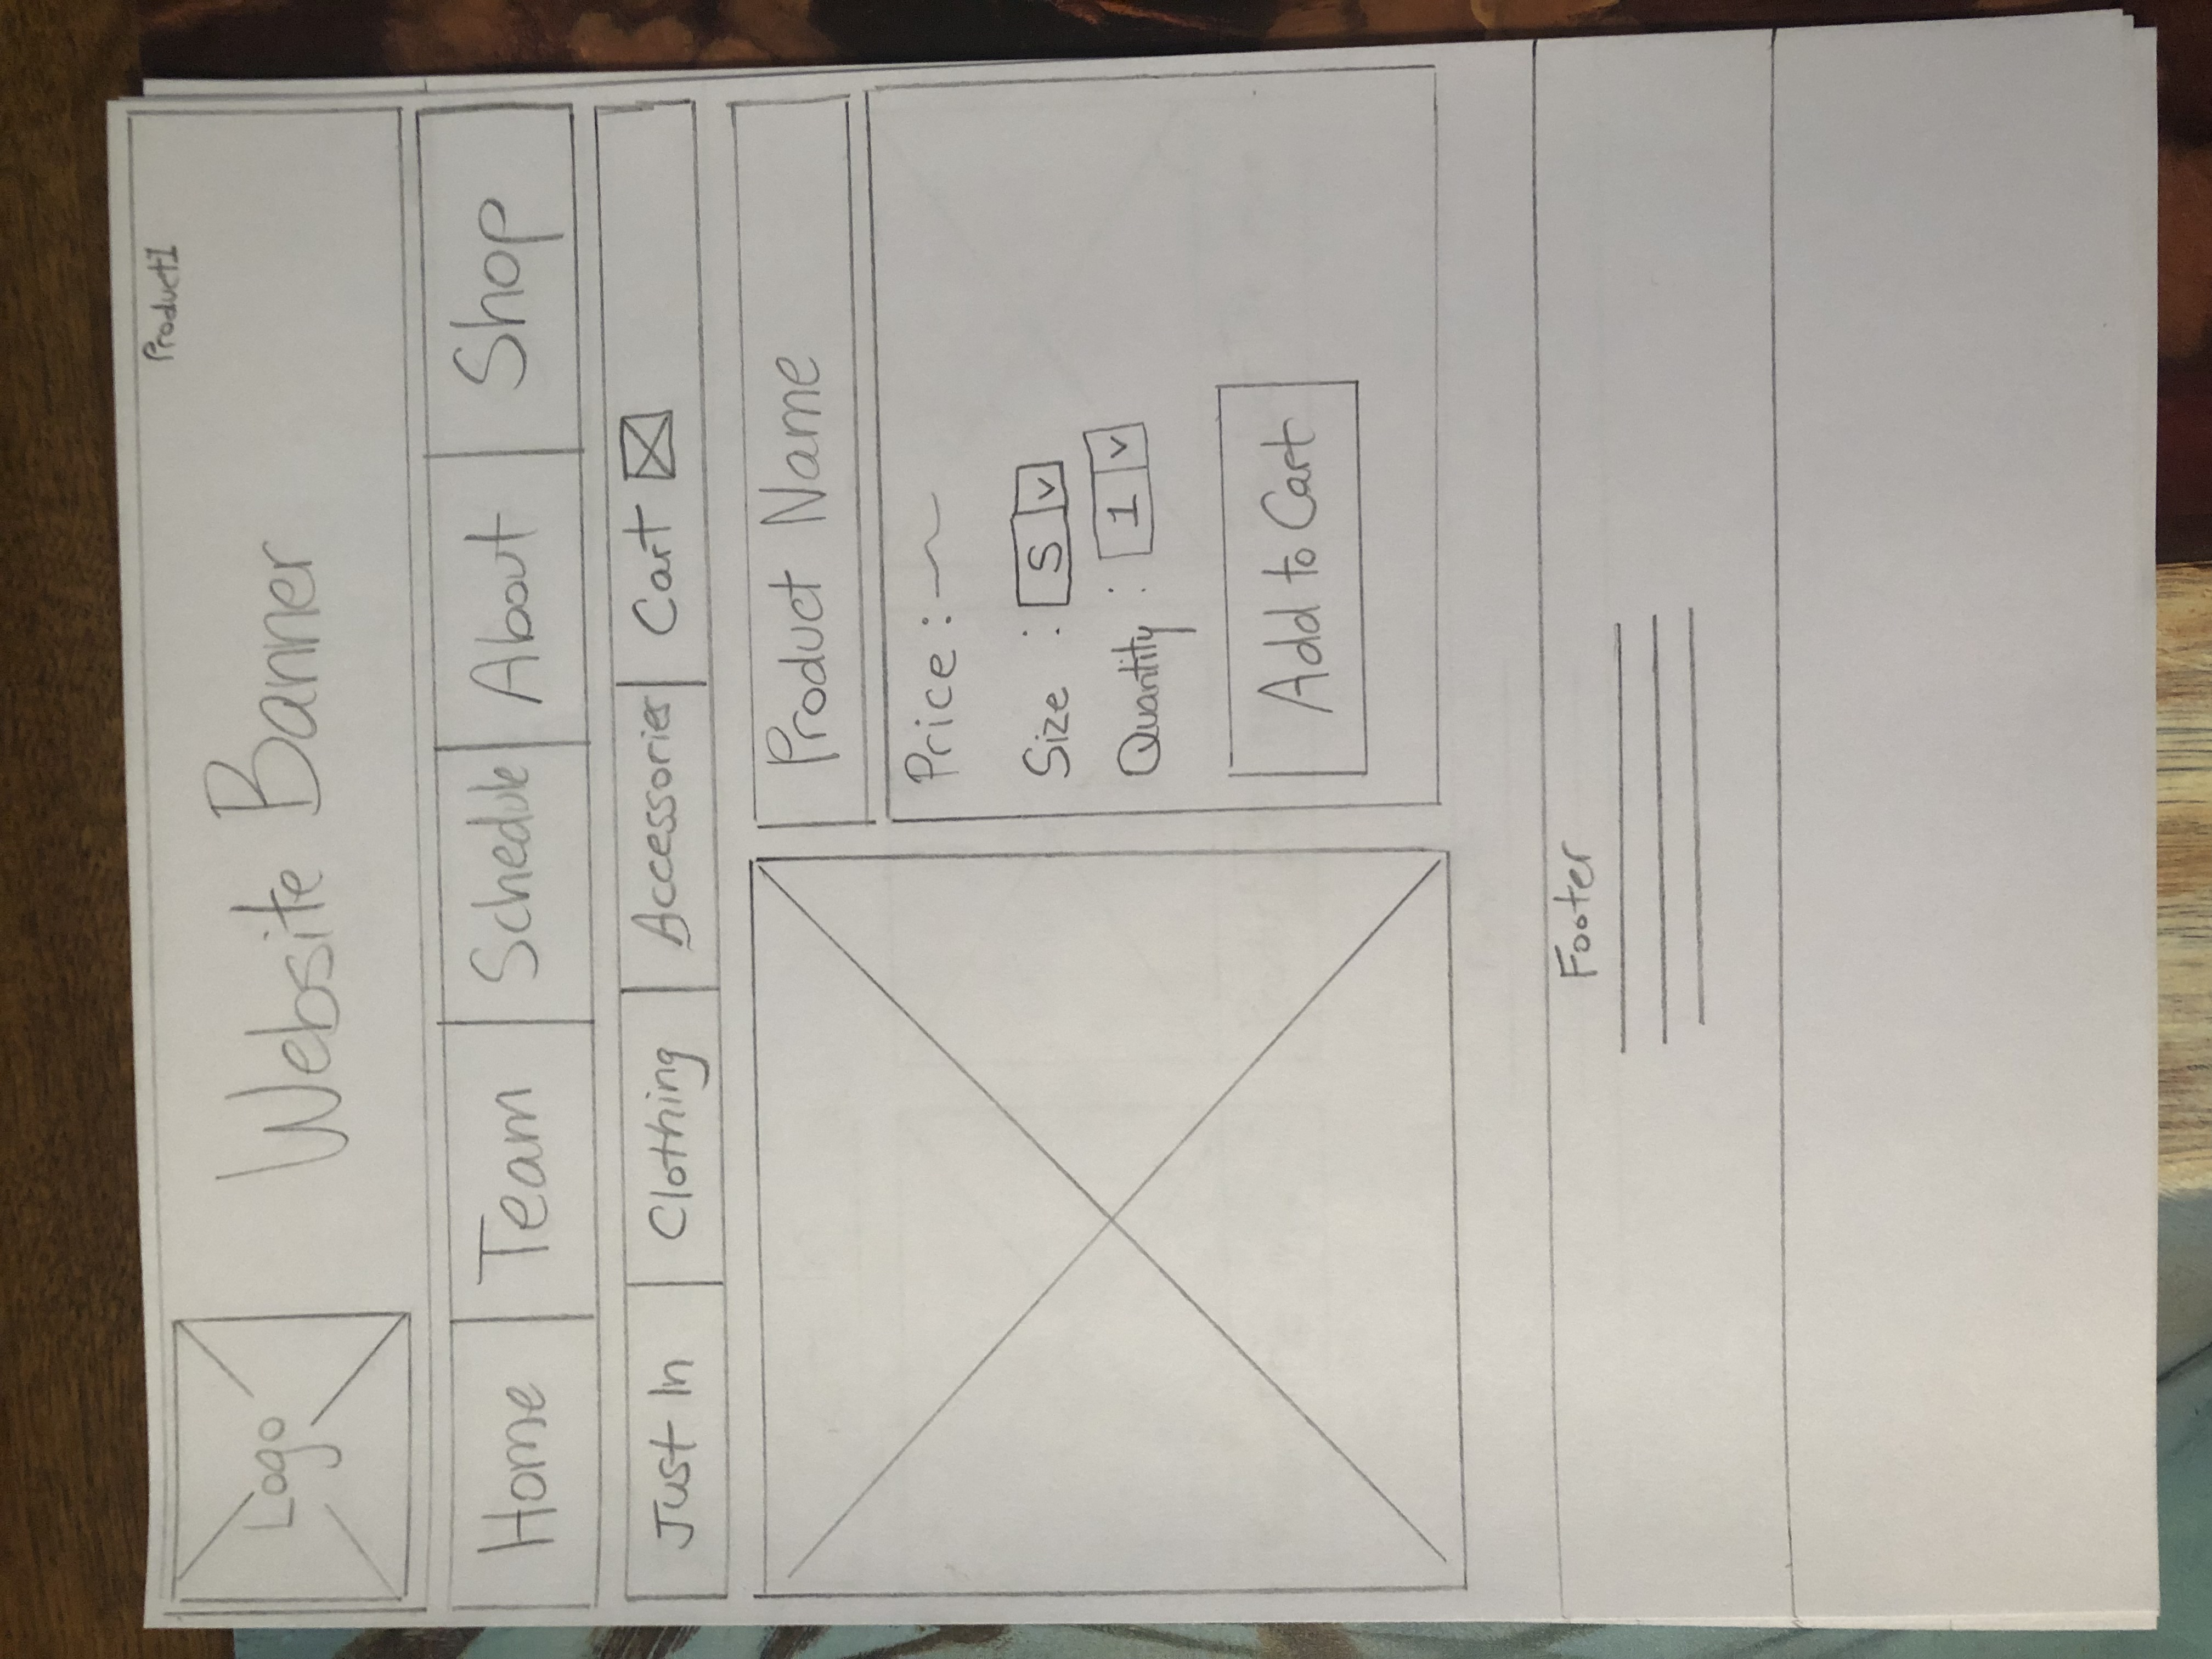 Product1
Logo
Website Banner
Home Team Schedule About Shop
Just In Clothing Accessories Cart
Product Name
Price :
Size : S v
Quantity : 1 v
Add to Cart
Footer